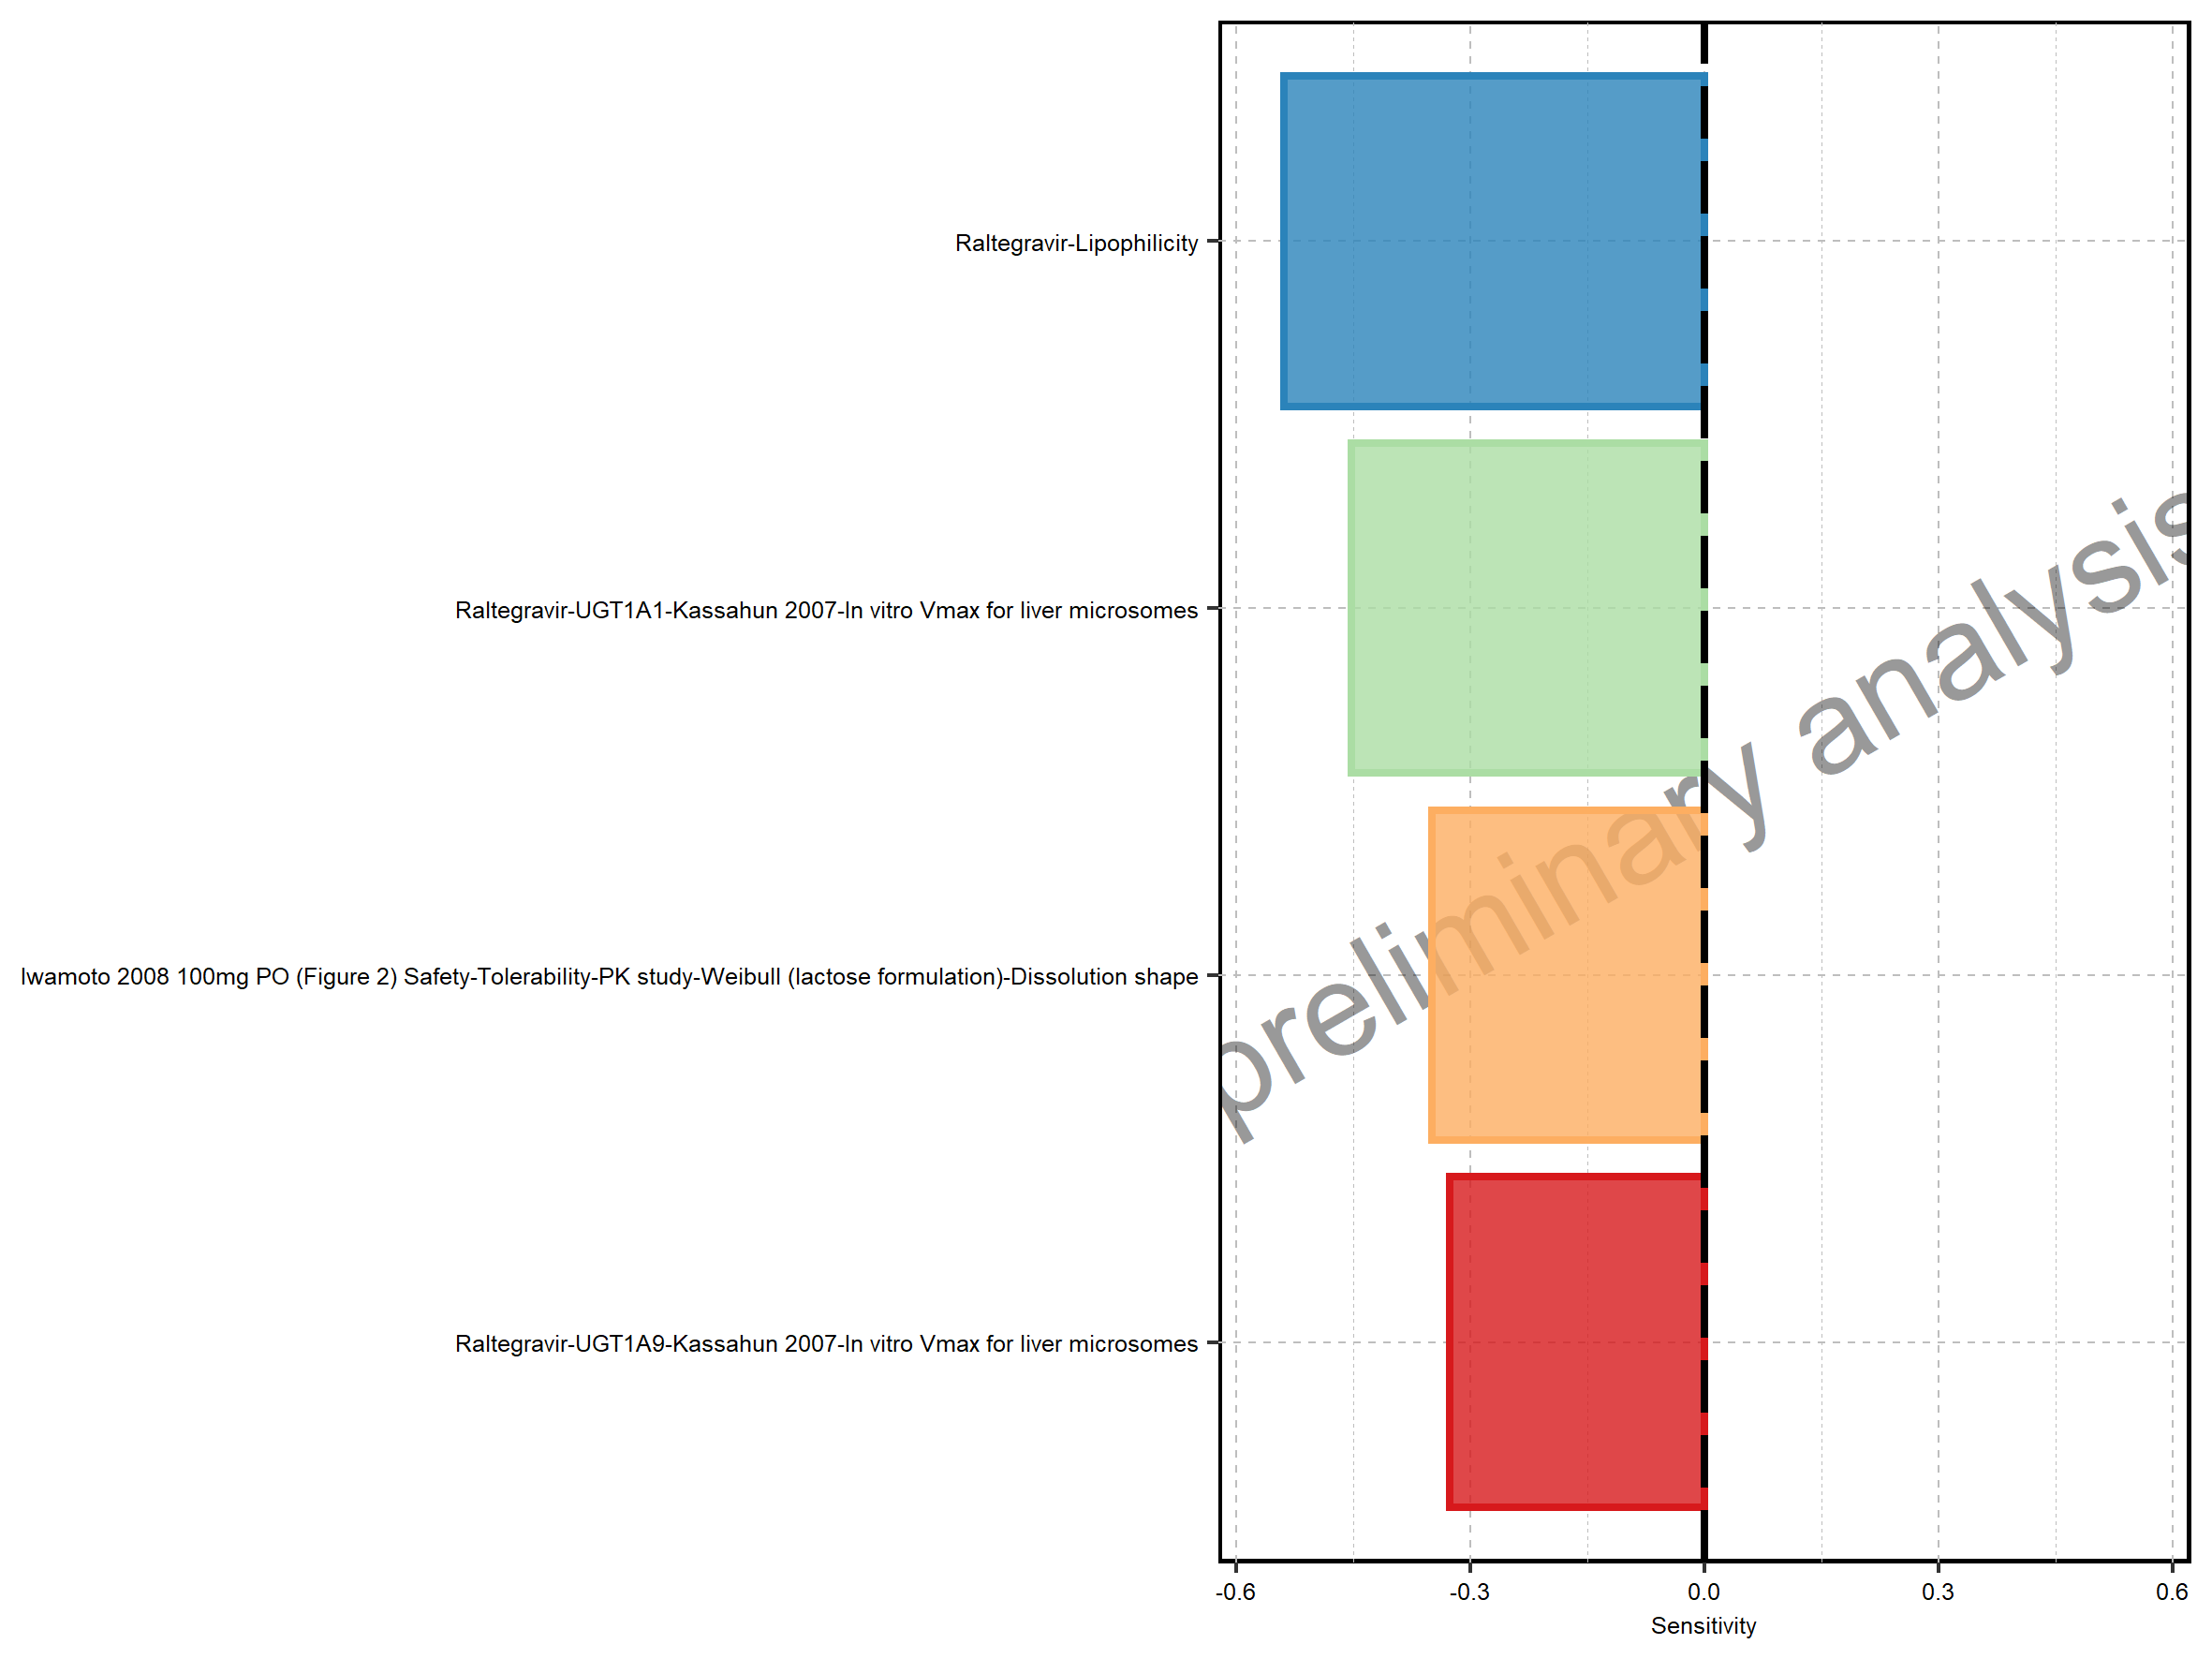 Raltegravir-Lipophilicity
Raltegravir-UGT1A1-Kassahun 2007-In vitro Vmax for liver microsomes
Iwamoto 2008 100mg PO (Figure 2) Safety-Tolerability-PK study-Weibull (lactose formulation)-Dissolution shape
Raltegravir-UGT1A9-Kassahun 2007-In vitro Vmax for liver microsomes
preliminary analysis
-0.6 -0.3 0.0 0.3 0.6
Sensitivity